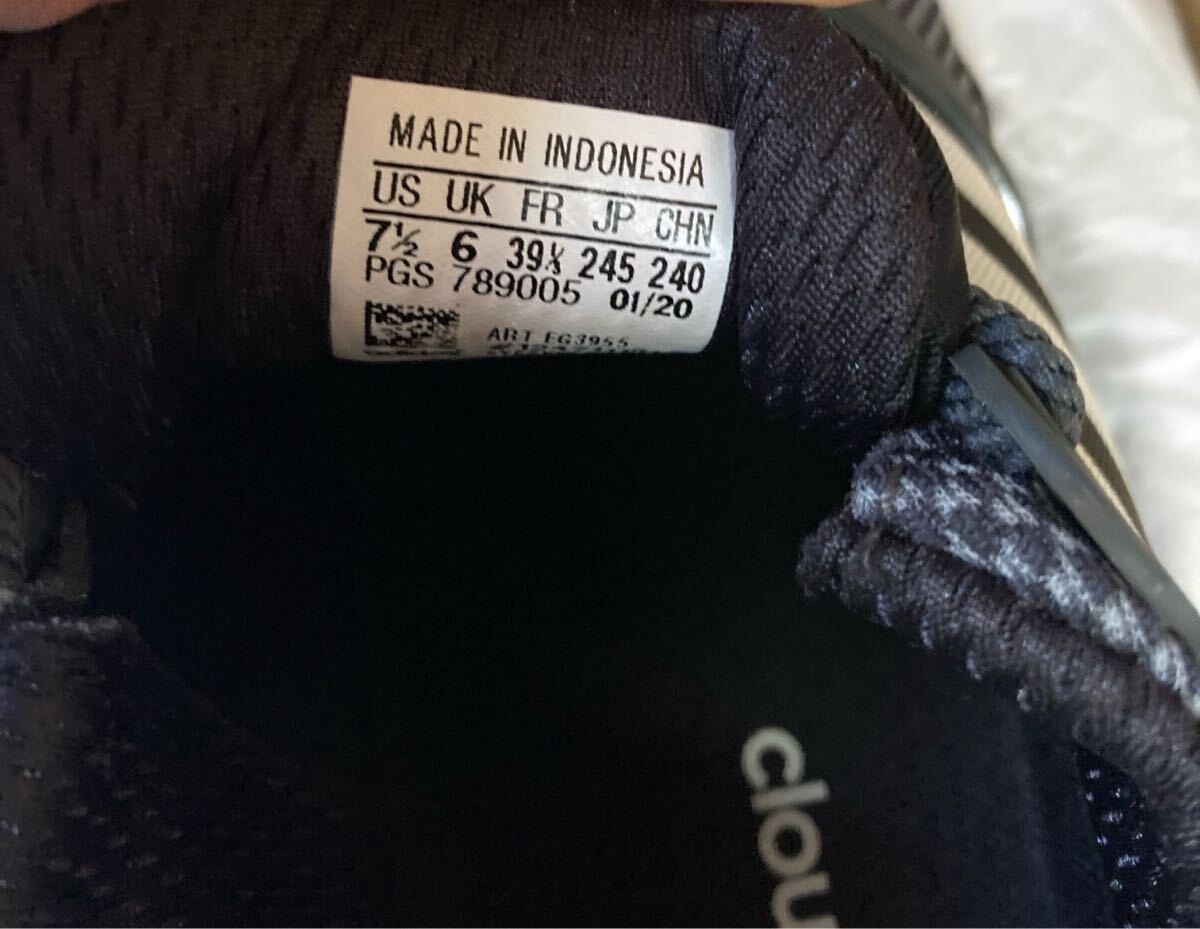 MADE IN INDONESIA
US UK FR JP CHN
7½ 6 39⅓ 245 240
PGS 789005 01/20
ART FG3955
clou